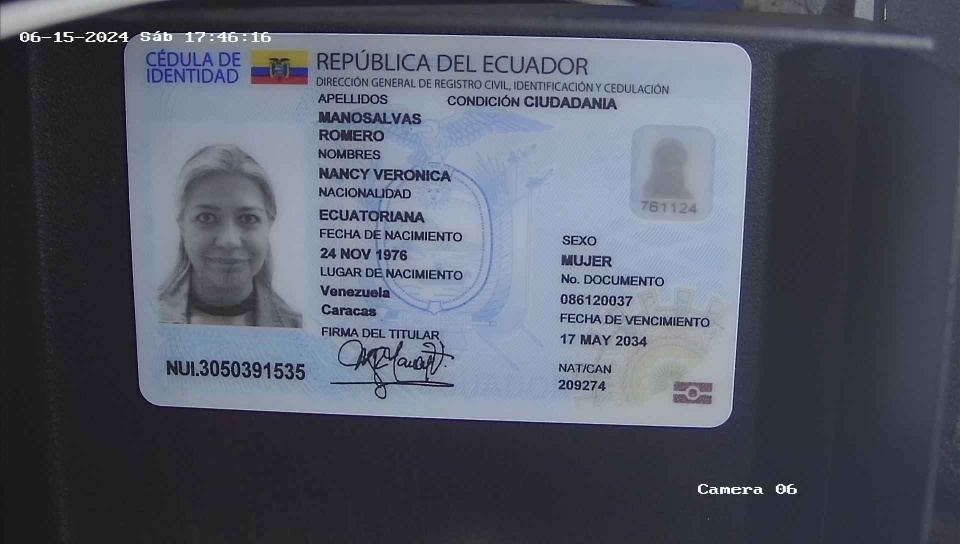 06-15-2024 Sáb 17:46:16
CÉDULA DE
IDENTIDAD
REPÚBLICA DEL ECUADOR
DIRECCIÓN GENERAL DE REGISTRO CIVIL, IDENTIFICACIÓN Y CEDULACIÓN
APELLIDOS
CONDICIÓN CIUDADANIA
MANOSALVAS
ROMERO
NOMBRES
NANCY VERONICA
NACIONALIDAD
ECUATORIANA
FECHA DE NACIMIENTO
24 NOV 1976
LUGAR DE NACIMIENTO
Venezuela
Caracas
FIRMA DEL TITULAR
NUI.3050391535
761124
SEXO
MUJER
No. DOCUMENTO
086120037
FECHA DE VENCIMIENTO
17 MAY 2034
NAT/CAN
209274
Camera 06